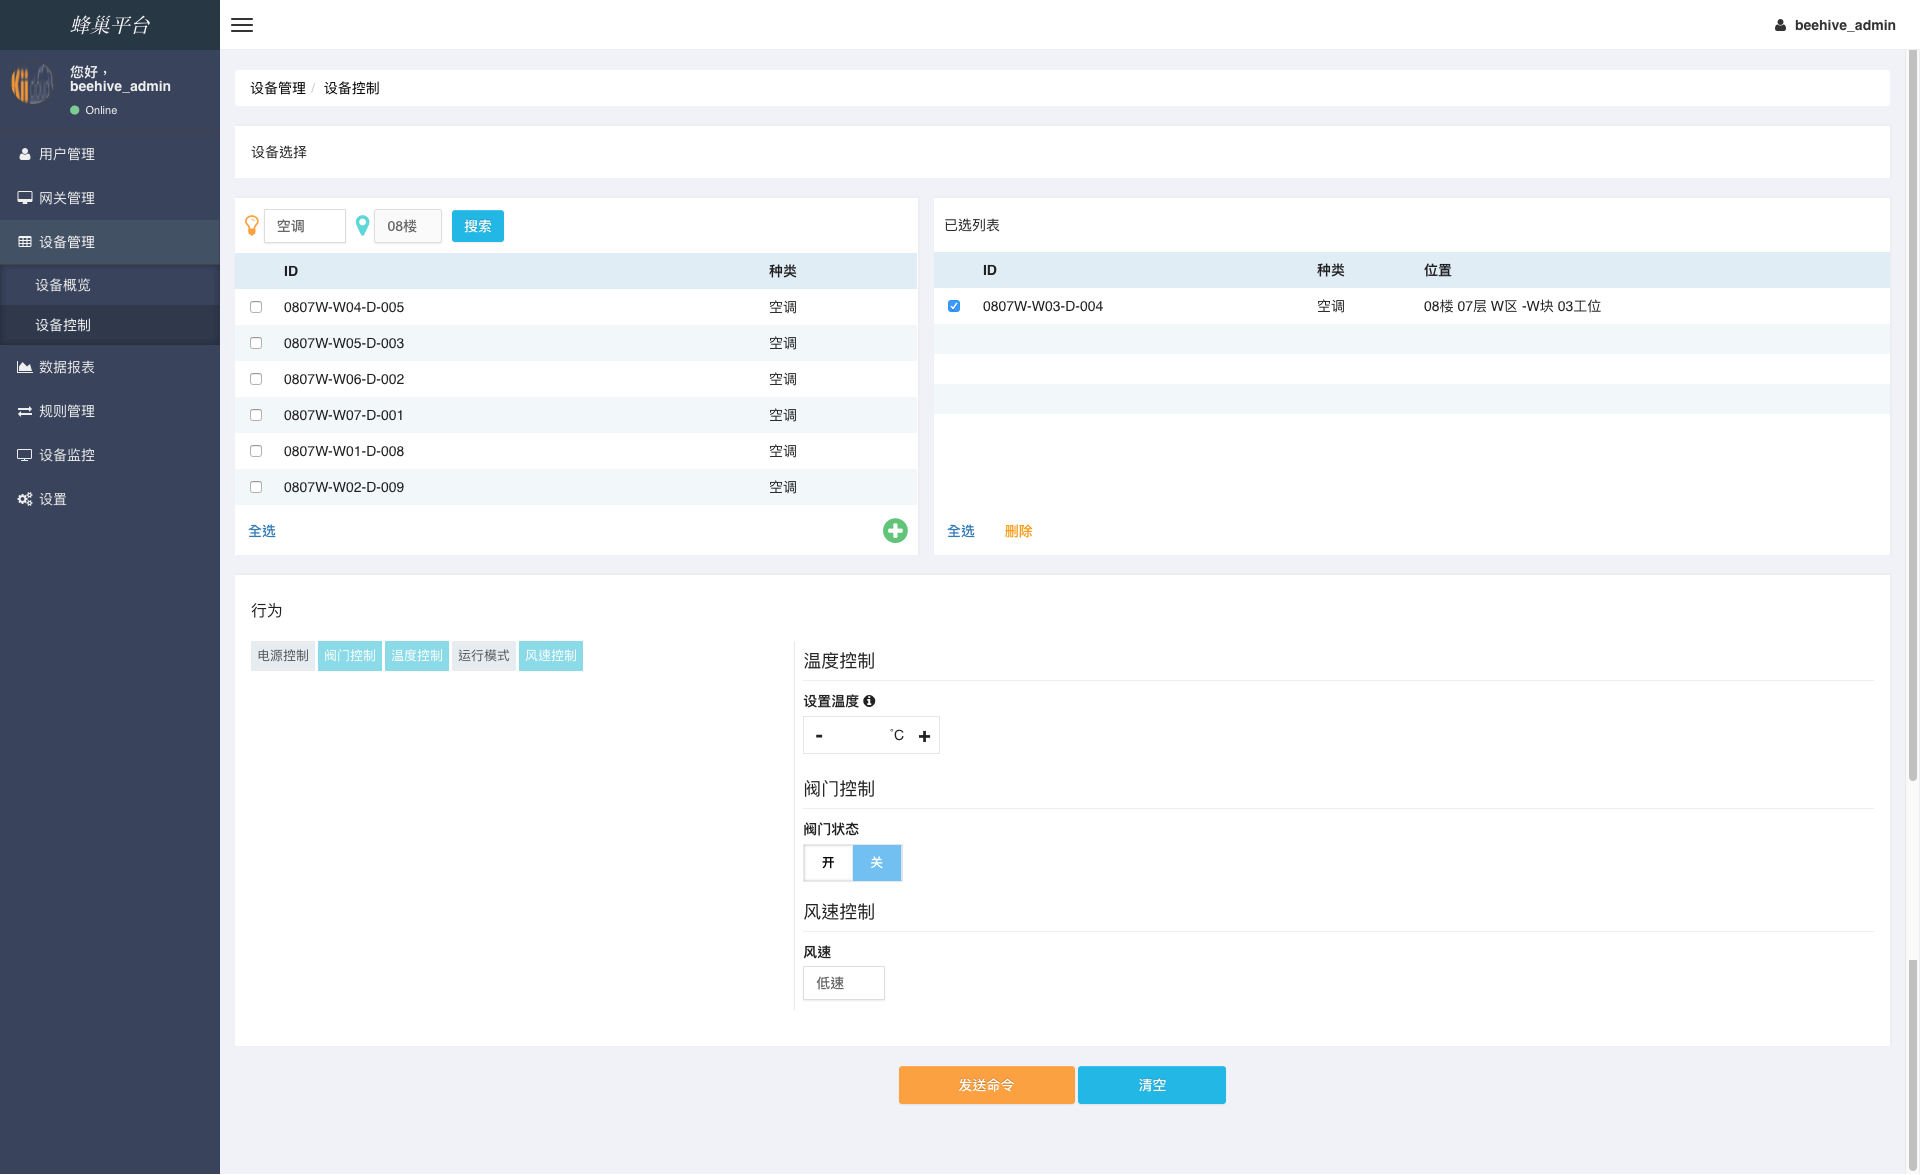 蜂巢平台
beehive_admin
您好，
beehive_admin
Online
用户管理
网关管理
设备管理
设备概览
设备控制
数据报表
规则管理
设备监控
设置
设备管理 / 设备控制
设备选择
空调 08楼 搜索
ID 种类
0807W-W04-D-005 空调
0807W-W05-D-003 空调
0807W-W06-D-002 空调
0807W-W07-D-001 空调
0807W-W01-D-008 空调
0807W-W02-D-009 空调
全选
已选列表
ID 种类 位置
0807W-W03-D-004 空调 08楼 07层 W区 -W块 03工位
全选 删除
行为
电源控制 阀门控制 温度控制 运行模式 风速控制
温度控制
设置温度
- °C +
阀门控制
阀门状态
开 关
风速控制
风速
低速
发送命令 清空